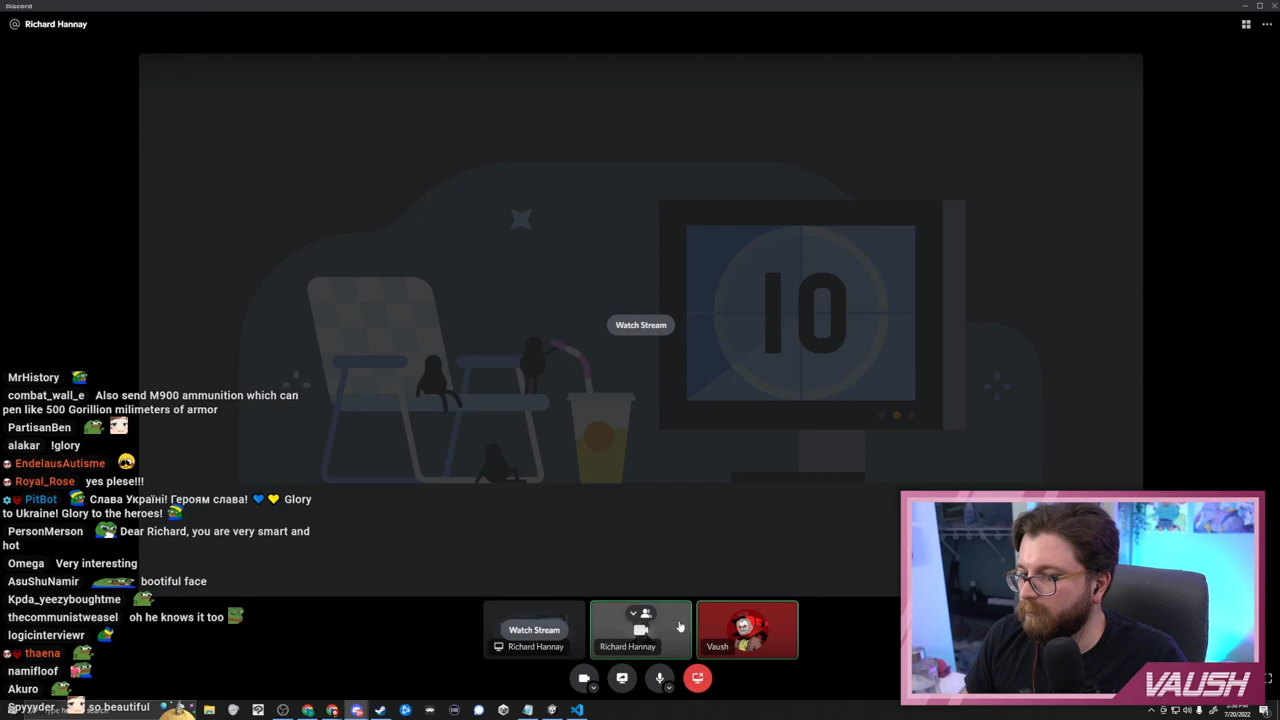 Discord
Richard Hannay
10
Watch Stream
MrHistory
combat_wall_e Also send M900 ammunition which can
pen like 500 Gorillion milimeters of armor
PartisanBen
alakar !glory
EndelausAutisme
Royal_Rose yes plese!!!
PitBot Слава Україні! Героям слава! Glory
to Ukraine! Glory to the heroes!
PersonMerson Dear Richard, you are very smart and
hot
Omega Very interesting
AsuShuNamir bootiful face
Kpda_yeezyboughtme
thecommunistweasel oh he knows it too
logicinterviewr
thaena
namifloof
Akuro
Spyyyder so beautiful
Watch Stream
Richard Hannay
Richard Hannay
Vaush
VAUSH
7/20/2022